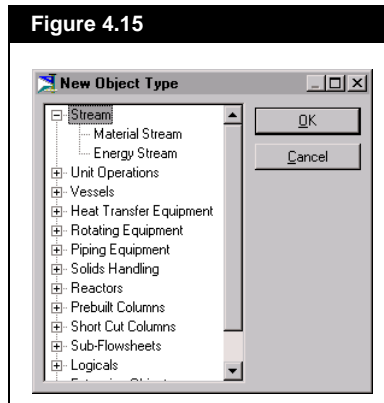 Figure 4.15
New Object Type
Stream
Material Stream
Energy Stream
Unit Operations
Vessels
Heat Transfer Equipment
Rotating Equipment
Piping Equipment
Solids Handling
Reactors
Prebuilt Columns
Short Cut Columns
Sub-Flowsheets
Logicals
OK
Cancel